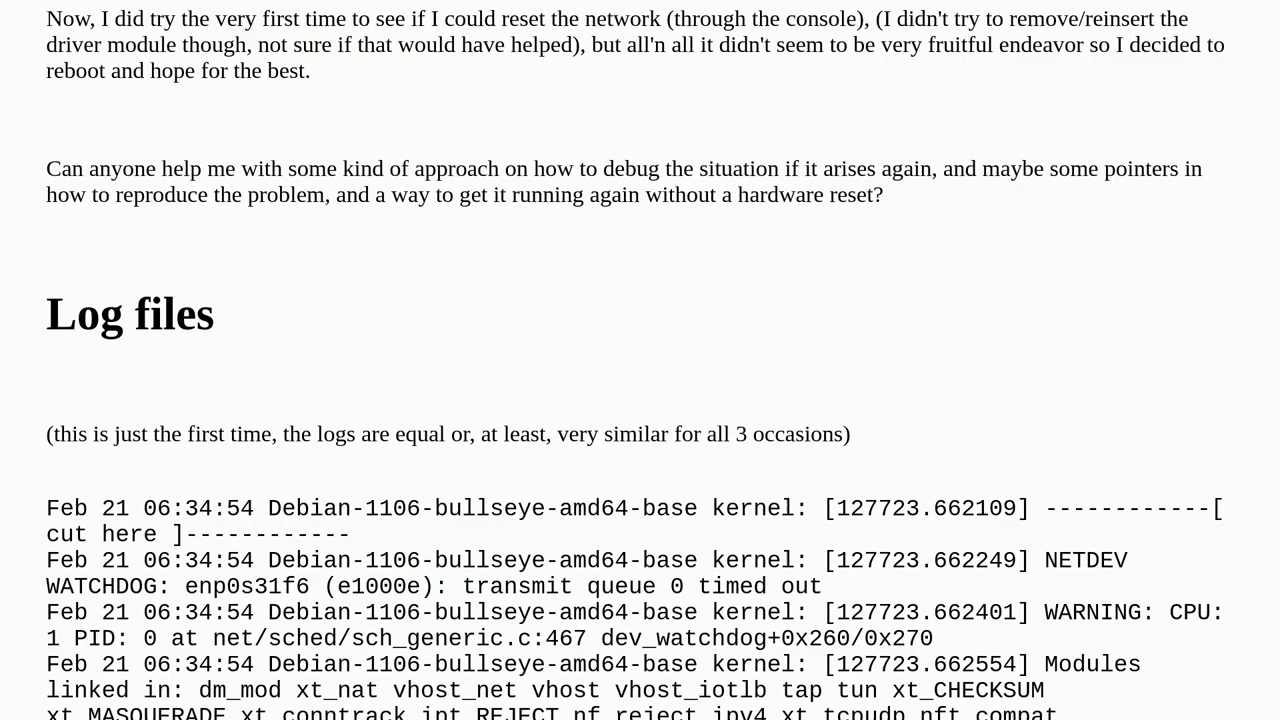 Now, I did try the very first time to see if I could reset the network (through the console), (I didn't try to remove/reinsert the
driver module though, not sure if that would have helped), but all'n all it didn't seem to be very fruitful endeavor so I decided to
reboot and hope for the best.
Can anyone help me with some kind of approach on how to debug the situation if it arises again, and maybe some pointers in
how to reproduce the problem, and a way to get it running again without a hardware reset?
Log files
(this is just the first time, the logs are equal or, at least, very similar for all 3 occasions)
Feb 21 06:34:54 Debian-1106-bullseye-amd64-base kernel: [127723.662109] ------------[
cut here ]------------
Feb 21 06:34:54 Debian-1106-bullseye-amd64-base kernel: [127723.662249] NETDEV
WATCHDOG: enp0s31f6 (e1000e): transmit queue 0 timed out
Feb 21 06:34:54 Debian-1106-bullseye-amd64-base kernel: [127723.662401] WARNING: CPU:
1 PID: 0 at net/sched/sch_generic.c:467 dev_watchdog+0x260/0x270
Feb 21 06:34:54 Debian-1106-bullseye-amd64-base kernel: [127723.662554] Modules
linked in: dm_mod xt_nat vhost_net vhost vhost_iotlb tap tun xt_CHECKSUM
xt_MASQUERADE xt_conntrack ipt_REJECT nf_reject_ipv4 xt_tcpudp nft_compat